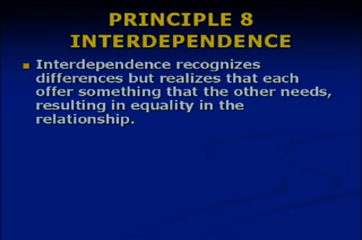 PRINCIPLE 8
INTERDEPENDENCE
Interdependence recognizes
differences but realizes that each
offer something that the other needs,
resulting in equality in the
relationship.